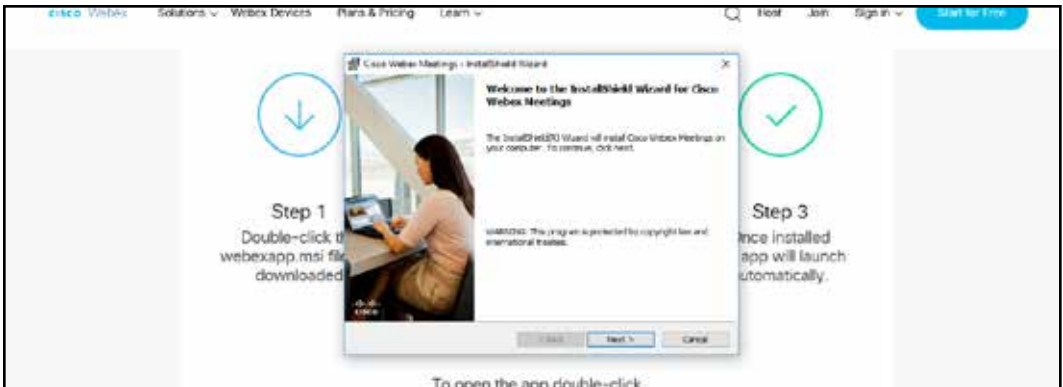 cisco Webex Solutions Webex Devices Plans & Pricing Learn Host Join Sign in Start for Free
Cisco Webex Meetings - InstallShield Wizard
Welcome to the InstallShield Wizard for Cisco
Webex Meetings
The InstallShield(R) Wizard will install Cisco Webex Meetings on
your computer. To continue, click Next.
WARNING: This program is protected by copyright law and
international treaties.
cisco
< Back Next > Cancel
Step 1
Double-click t
webexapp.msi file
downloaded
Step 3
Once installed
app will launch
utomatically.
To open the app double-click